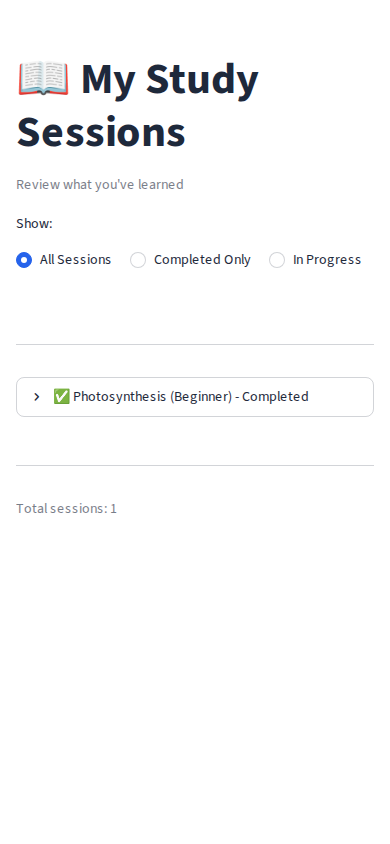 📖 My Study
Sessions
Review what you've learned
Show:
All Sessions
Completed Only
In Progress
✅ Photosynthesis (Beginner) - Completed
Total sessions: 1